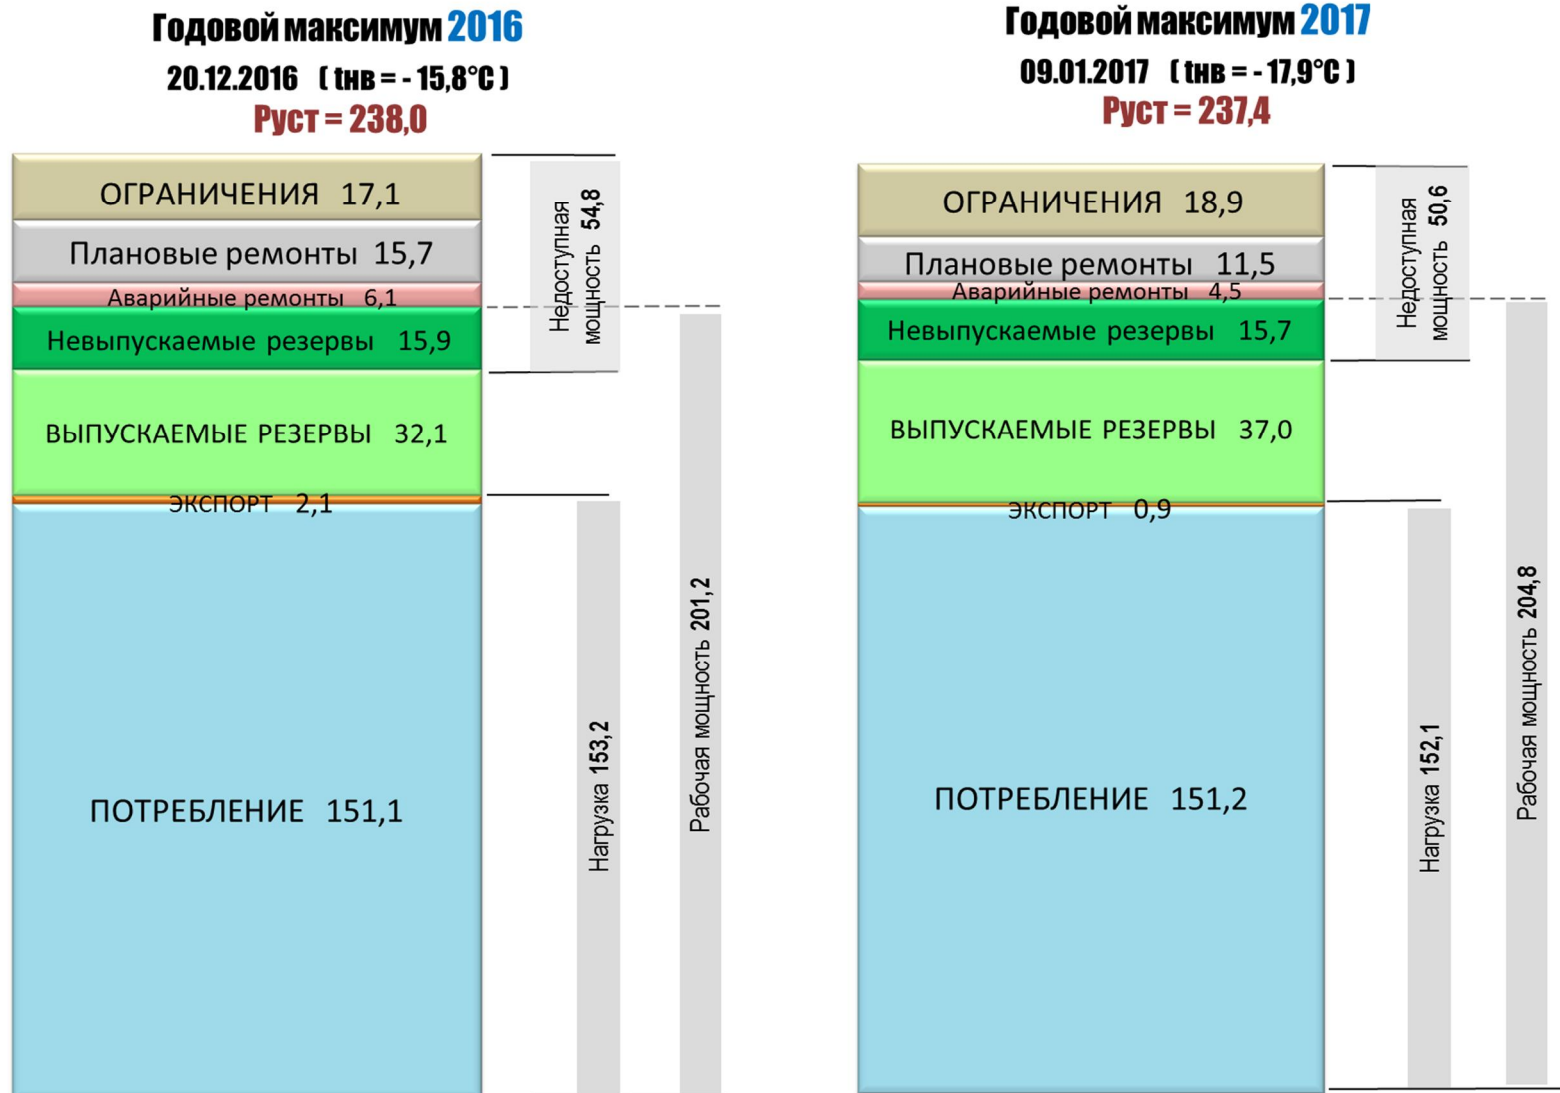 Годовой максимум 2016
20.12.2016 ( tнв = - 15,8°C )
Руст = 238,0
ОГРАНИЧЕНИЯ 17,1
Плановые ремонты 15,7
Аварийные ремонты 6,1
Невыпускаемые резервы 15,9
ВЫПУСКАЕМЫЕ РЕЗЕРВЫ 32,1
ЭКСПОРТ 2,1
ПОТРЕБЛЕНИЕ 151,1
Недоступная
мощность 54,8
Нагрузка 153,2
Рабочая мощность 201,2
Годовой максимум 2017
09.01.2017 ( tнв = - 17,9°C )
Руст = 237,4
ОГРАНИЧЕНИЯ 18,9
Плановые ремонты 11,5
Аварийные ремонты 4,5
Невыпускаемые резервы 15,7
ВЫПУСКАЕМЫЕ РЕЗЕРВЫ 37,0
ЭКСПОРТ 0,9
ПОТРЕБЛЕНИЕ 151,2
Недоступная
мощность 50,6
Нагрузка 152,1
Рабочая мощность 204,8